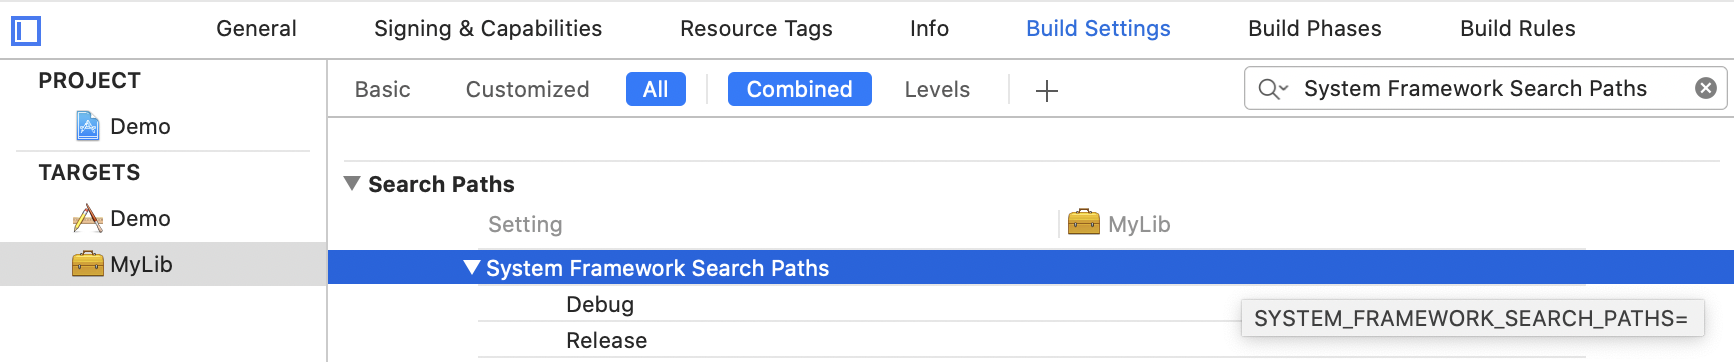 General Signing & Capabilities Resource Tags Info Build Settings Build Phases Build Rules
PROJECT
Demo
TARGETS
Demo
MyLib
Basic Customized All Combined Levels + System Framework Search Paths
Search Paths
Setting MyLib
System Framework Search Paths
Debug
Release
SYSTEM_FRAMEWORK_SEARCH_PATHS=